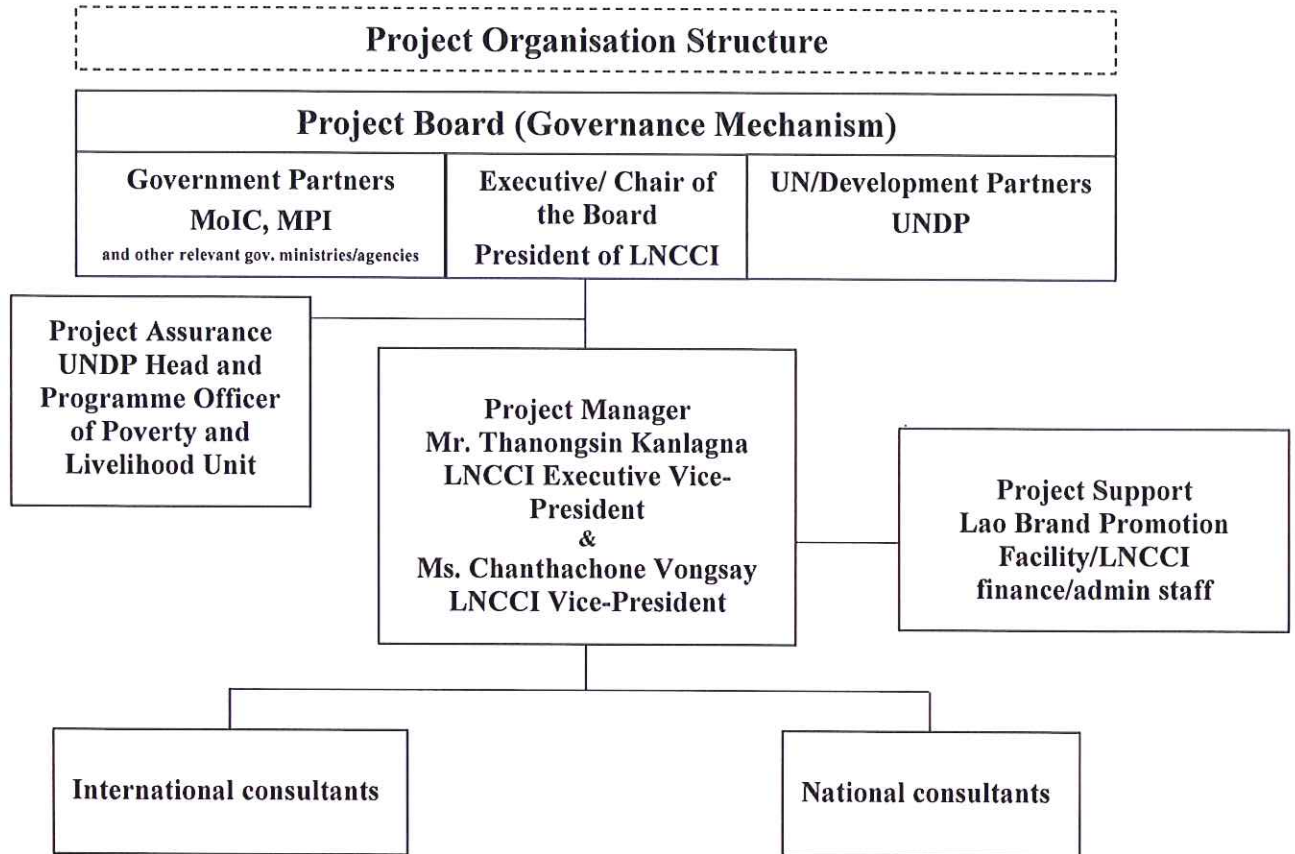 Project Organisation Structure
Project Board (Governance Mechanism)
Government Partners
MoIC, MPI
and other relevant gov. ministries/agencies
Executive/ Chair of
the Board
President of LNCCI
UN/Development Partners
UNDP
Project Assurance
UNDP Head and
Programme Officer
of Poverty and
Livelihood Unit
Project Manager
Mr. Thanongsin Kanlagna
LNCCI Executive Vice-
President
&
Ms. Chanthachone Vongsay
LNCCI Vice-President
Project Support
Lao Brand Promotion
Facility/LNCCI
finance/admin staff
International consultants
National consultants